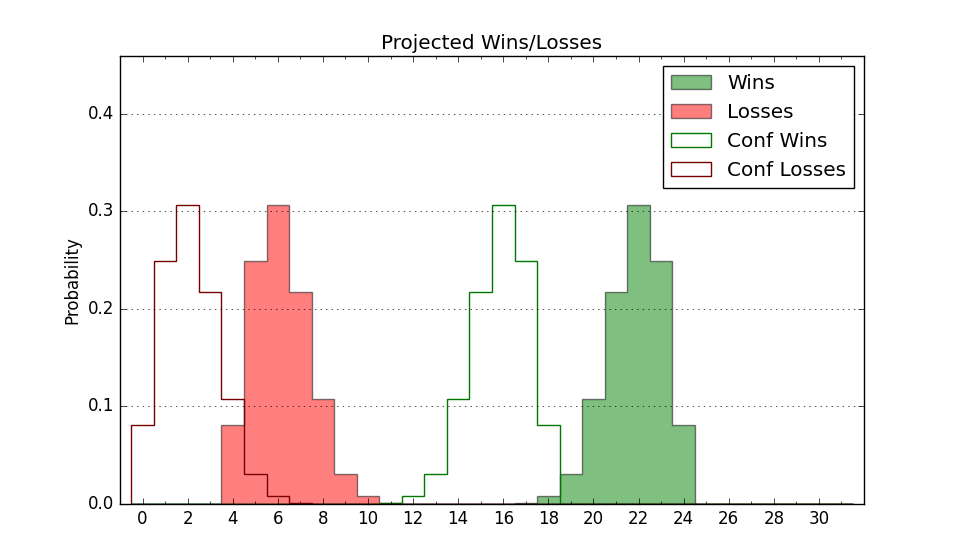 Projected Wins/Losses
Wins
Losses
Conf Wins
Conf Losses
Probability
0.4
0.3
0.2
0.1
0.0
0 2 4 6 8 10 12 14 16 18 20 22 24 26 28 30